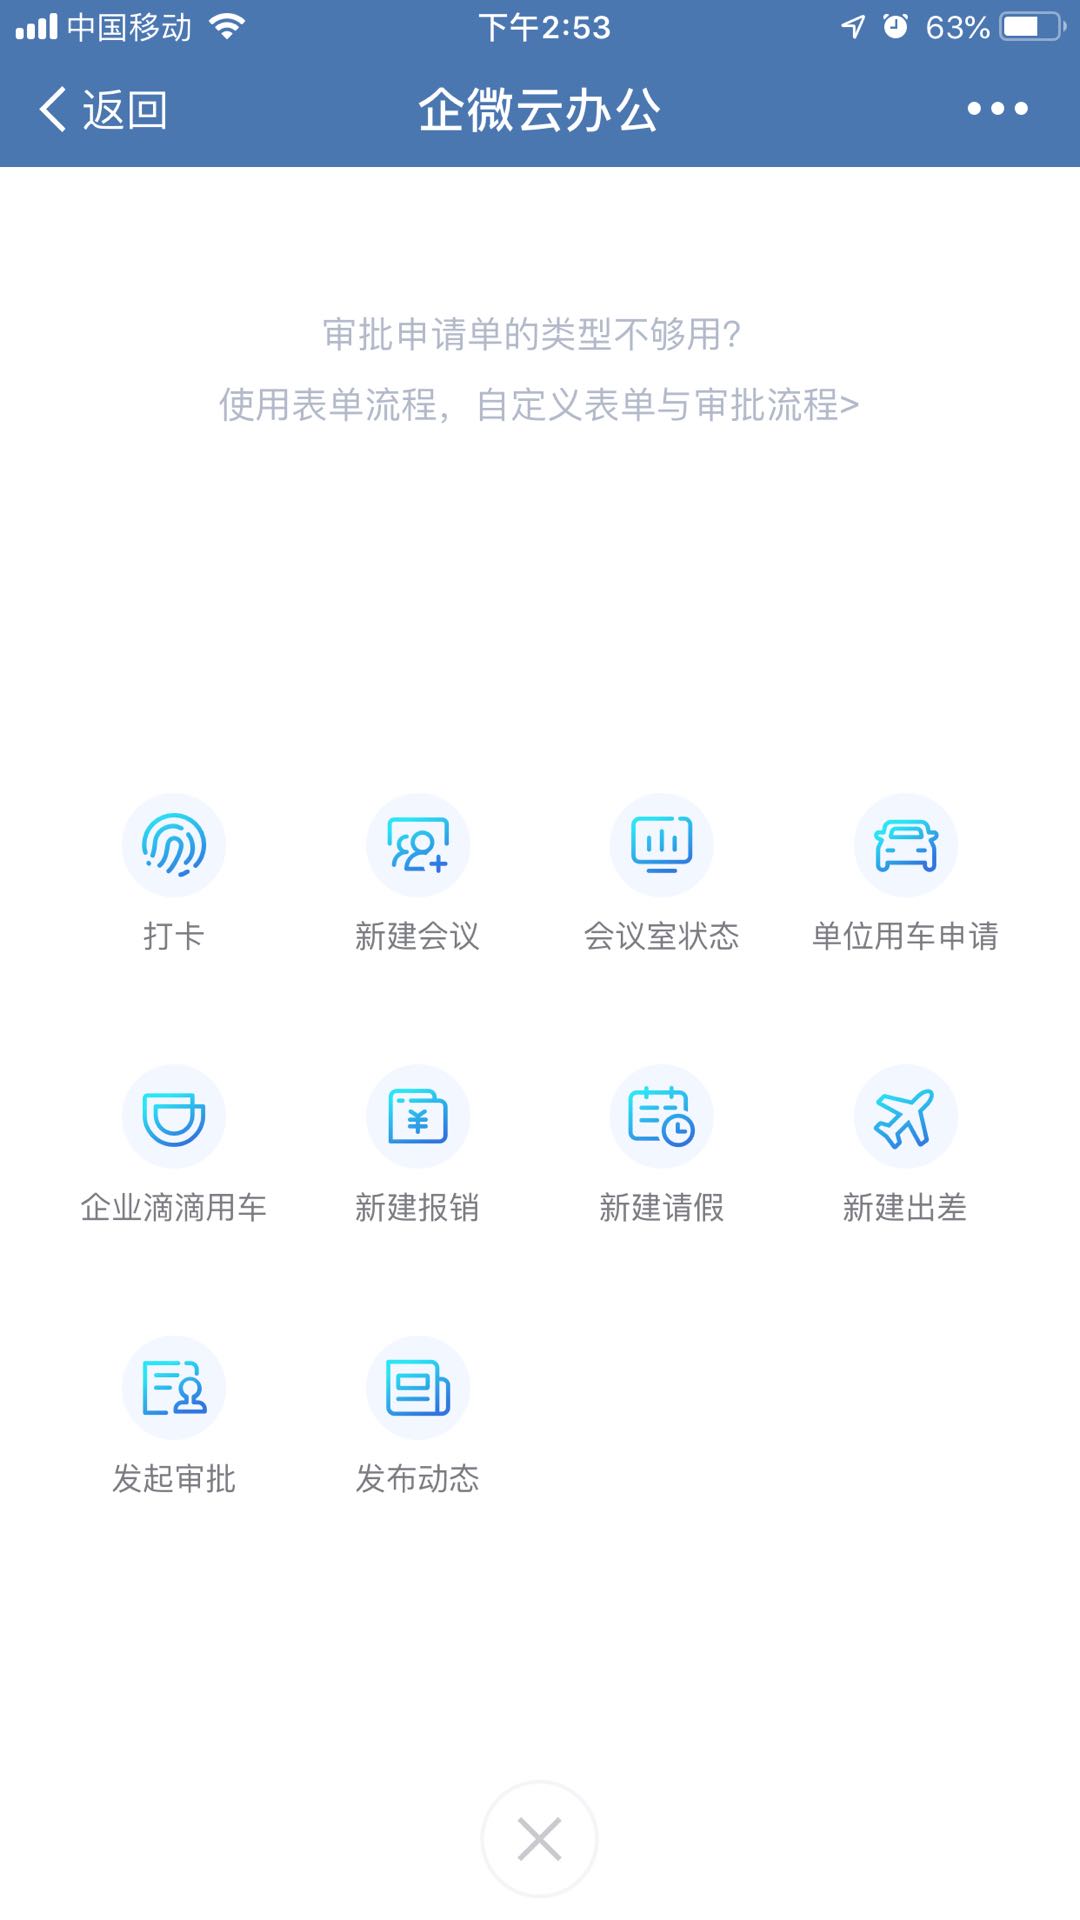 中国移动 下午2:53 63%
返回 企微云办公
审批申请单的类型不够用?
使用表单流程，自定义表单与审批流程>
打卡 新建会议 会议室状态 单位用车申请
企业滴滴用车 新建报销 新建请假 新建出差
发起审批 发布动态